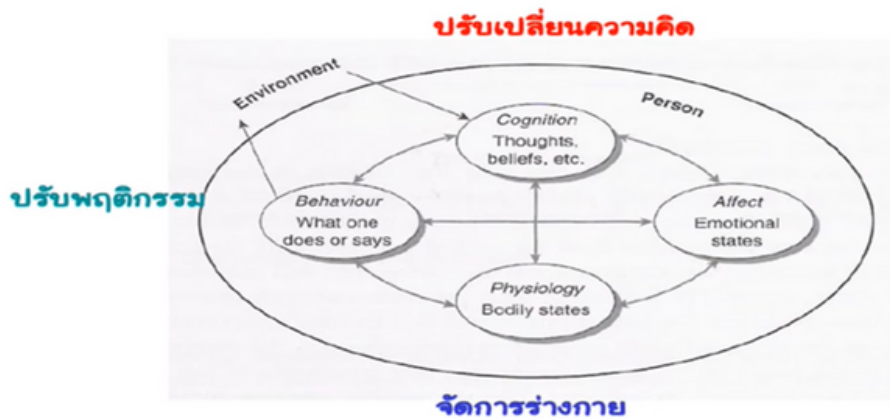 ปรับเปลี่ยนความคิด
Environment
Person
Cognition
Thoughts,
beliefs, etc.
ปรับพฤติกรรม
Behaviour
What one
does or says
Affect
Emotional
states
Physiology
Bodily states
จัดการร่างกาย